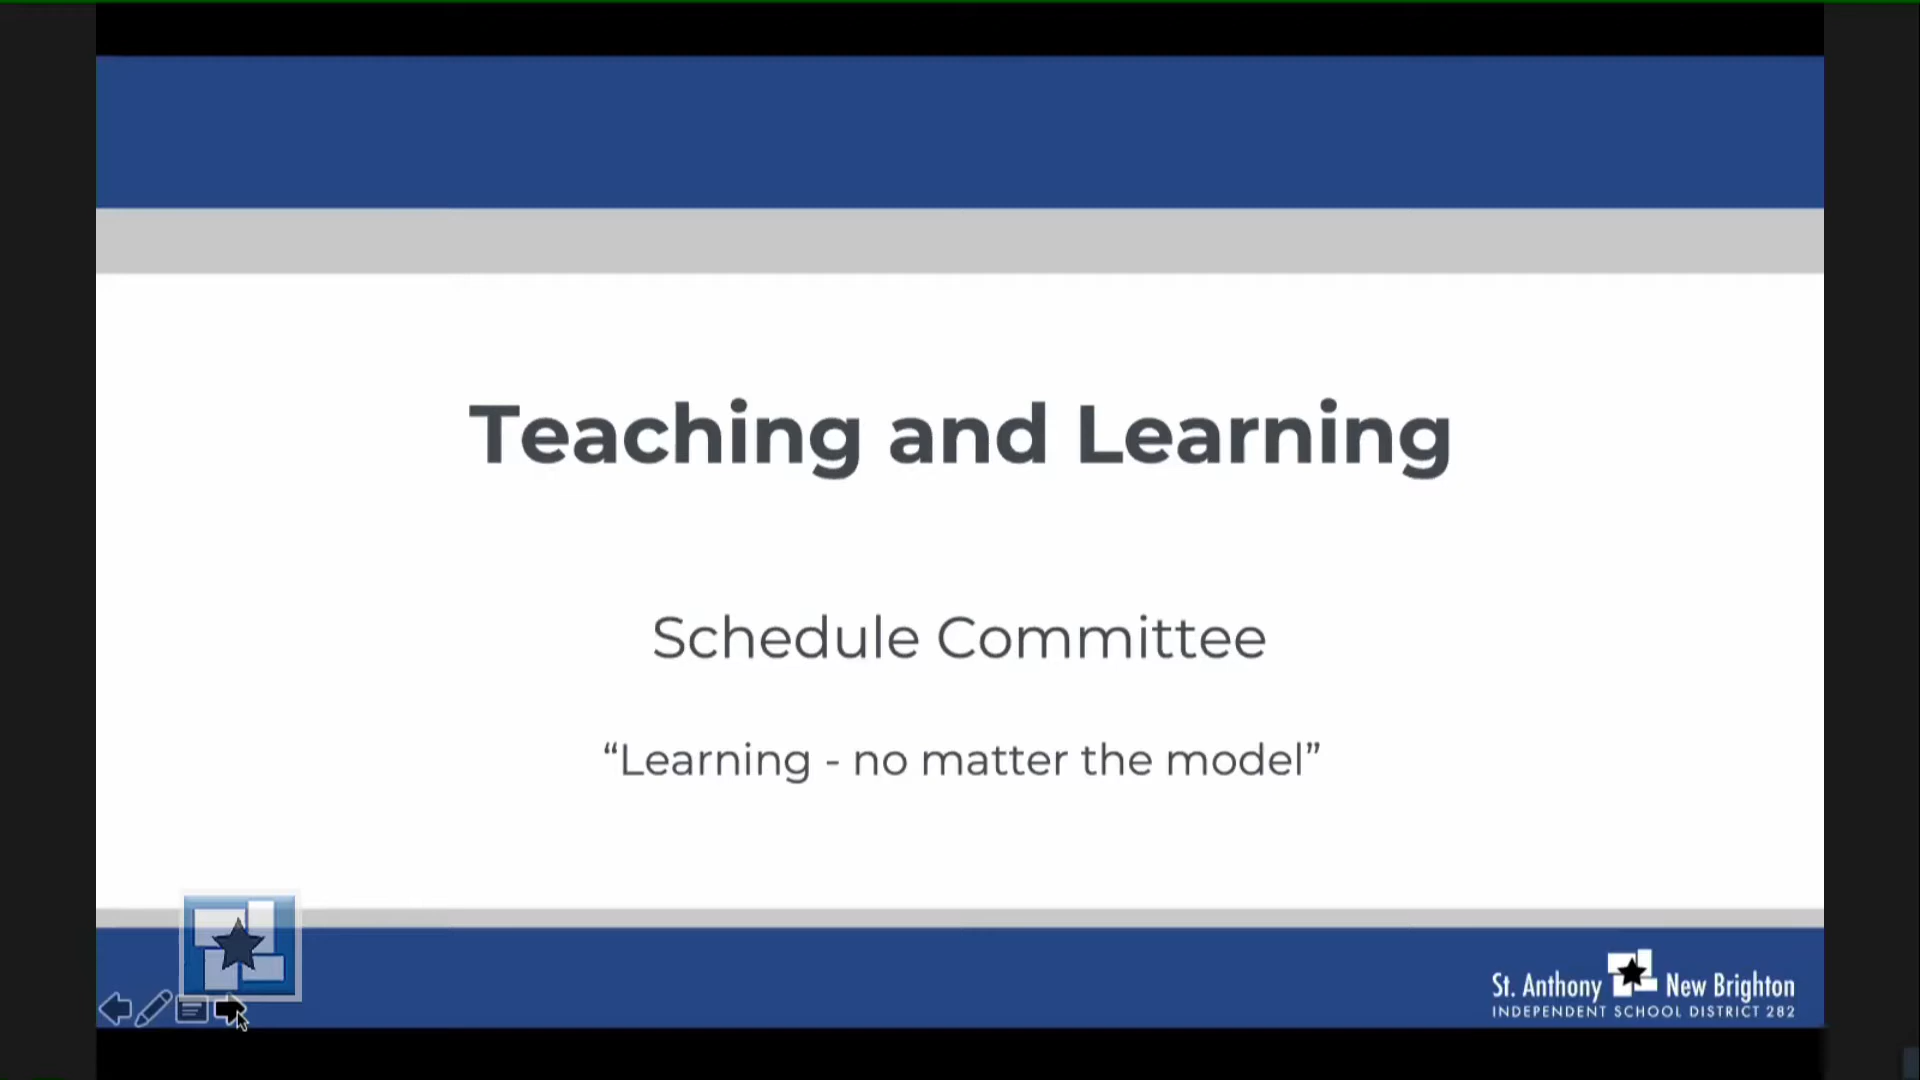 Teaching and Learning
Schedule Committee
“Learning - no matter the model”
St. Anthony New Brighton
INDEPENDENT SCHOOL DISTRICT 282